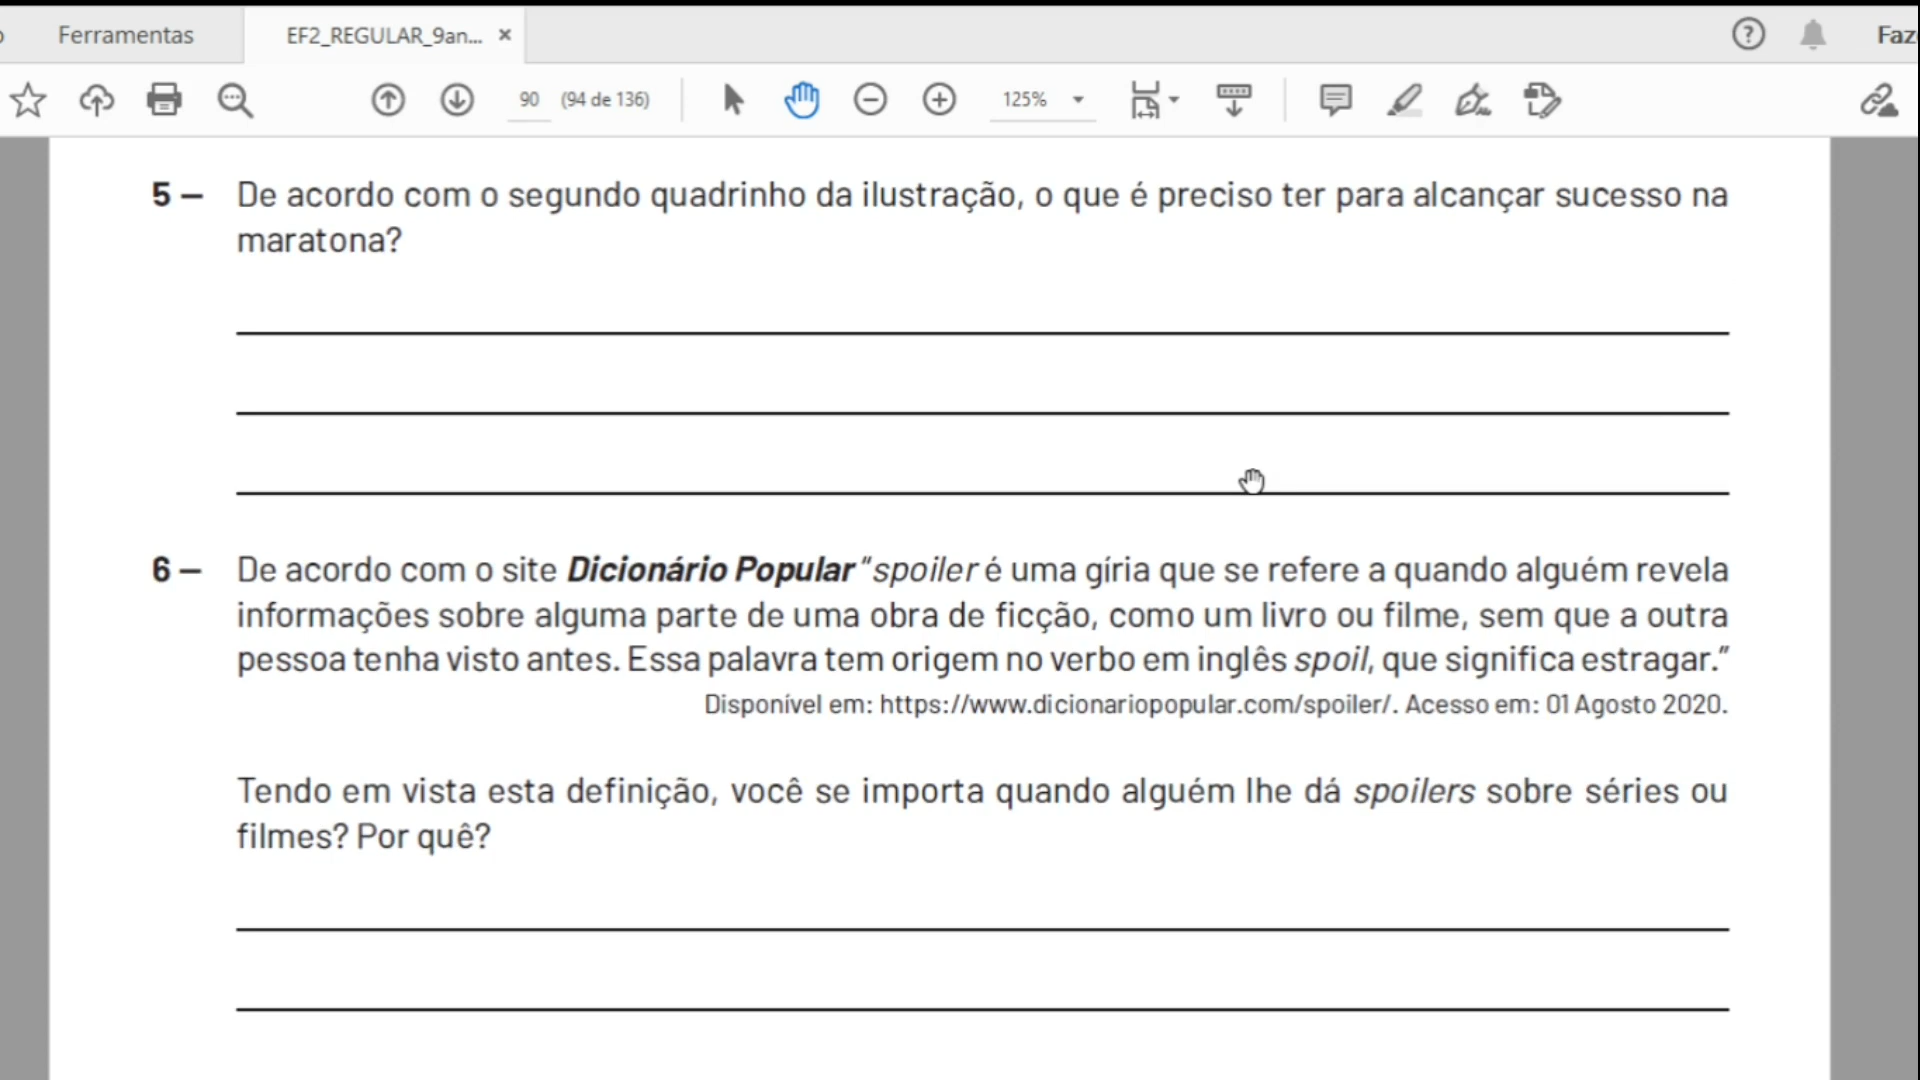 Ferramentas
EF2_REGULAR_9an...
Faz
90 (94 de 136)
125%
5 – De acordo com o segundo quadrinho da ilustração, o que é preciso ter para alcançar sucesso na
maratona?
6 – De acordo com o site Dicionário Popular "spoiler é uma gíria que se refere a quando alguém revela
informações sobre alguma parte de uma obra de ficção, como um livro ou filme, sem que a outra
pessoa tenha visto antes. Essa palavra tem origem no verbo em inglês spoil, que significa estragar."
Disponível em: https://www.dicionariopopular.com/spoiler/. Acesso em: 01 Agosto 2020.
Tendo em vista esta definição, você se importa quando alguém lhe dá spoilers sobre séries ou
filmes? Por quê?